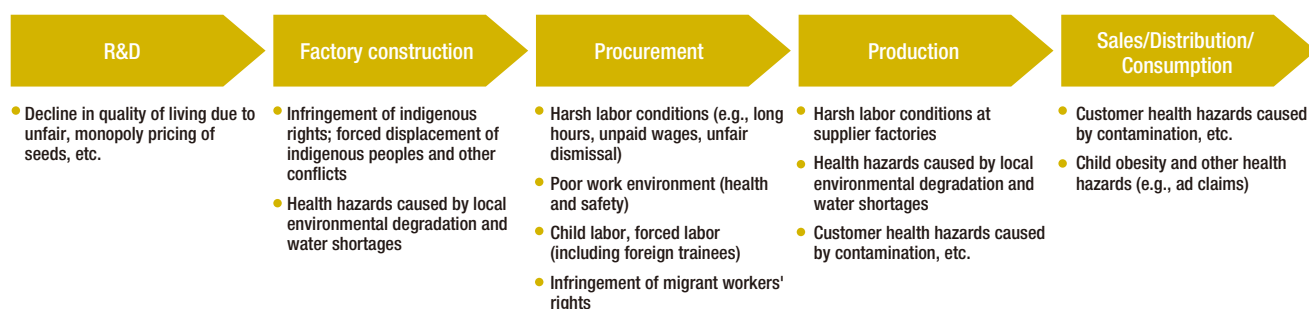 R&D
Decline in quality of living due to
unfair, monopoly pricing of
seeds, etc.
Factory construction
Infringement of indigenous
rights; forced displacement of
indigenous peoples and other
conflicts
Health hazards caused by local
environmental degradation and
water shortages
Procurement
Harsh labor conditions (e.g., long
hours, unpaid wages, unfair
dismissal)
Poor work environment (health
and safety)
Child labor, forced labor
(including foreign trainees)
Infringement of migrant workers'
rights
Production
Harsh labor conditions at
supplier factories
Health hazards caused by local
environmental degradation and
water shortages
Customer health hazards caused
by contamination, etc.
Sales/Distribution/
Consumption
Customer health hazards caused
by contamination, etc.
Child obesity and other health
hazards (e.g., ad claims)